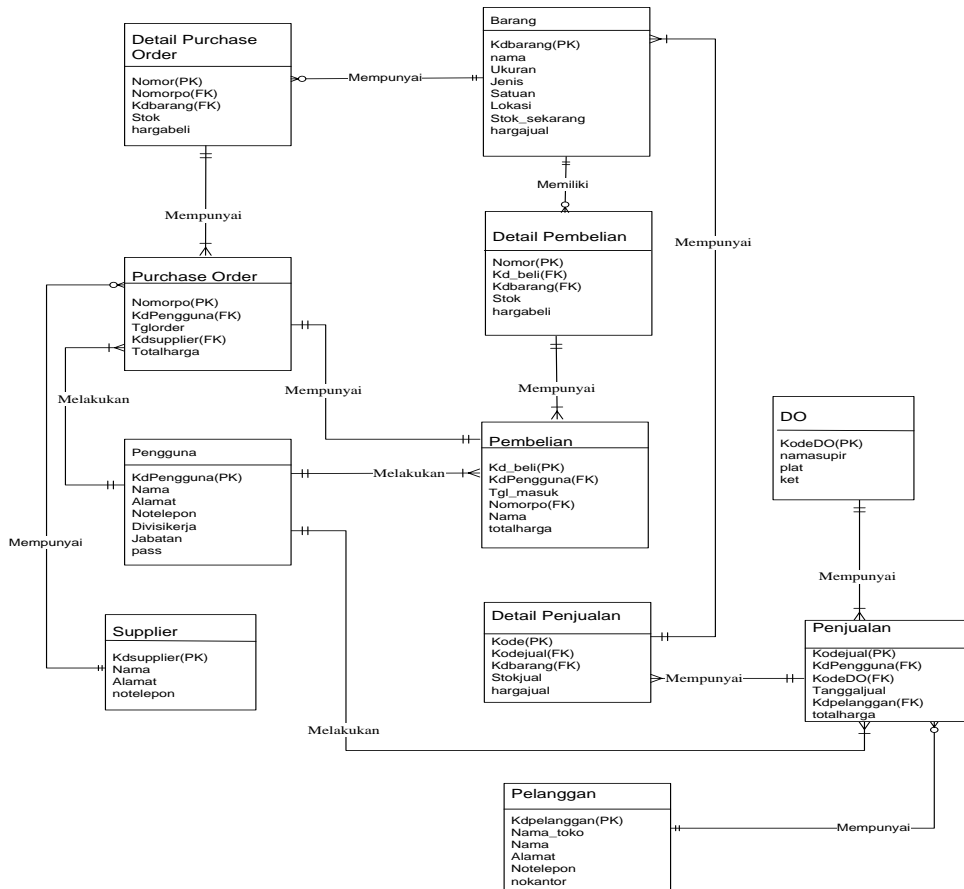 Detail Purchase
Order
Nomor(PK)
Nomorpo(FK)
Kdbarang(FK)
Stok
hargabeli
Mempunyai
Barang
Kdbarang(PK)
nama
Ukuran
Jenis
Satuan
Lokasi
Stok_sekarang
hargajual
Mempunyai
Memiliki
Mempunyai
Detail Pembelian
Nomor(PK)
Kd_beli(FK)
Kdbarang(FK)
Stok
hargabeli
Purchase Order
Nomorpo(PK)
KdPengguna(FK)
Tglorder
Kdsupplier(FK)
Totalharga
Mempunyai
Mempunyai
Melakukan
Pengguna
KdPengguna(PK)
Nama
Alamat
Notelepon
Divisikerja
Jabatan
pass
Melakukan
Pembelian
Kd_beli(PK)
KdPengguna(FK)
Tgl_masuk
Nomorpo(FK)
Nama
totalharga
DO
KodeDO(PK)
namasupir
plat
ket
Mempunyai
Mempunyai
Supplier
Kdsupplier(PK)
Nama
Alamat
notelepon
Detail Penjualan
Kode(PK)
Kodejual(FK)
Kdbarang(FK)
Stokjual
hargajual
Mempunyai
Penjualan
Kodejual(PK)
KdPengguna(FK)
KodeDO(FK)
Tanggaljual
Kdpelanggan(FK)
totalharga
Melakukan
Pelanggan
Kdpelanggan(PK)
Nama_toko
Nama
Alamat
Notelepon
nokantor
Mempunyai